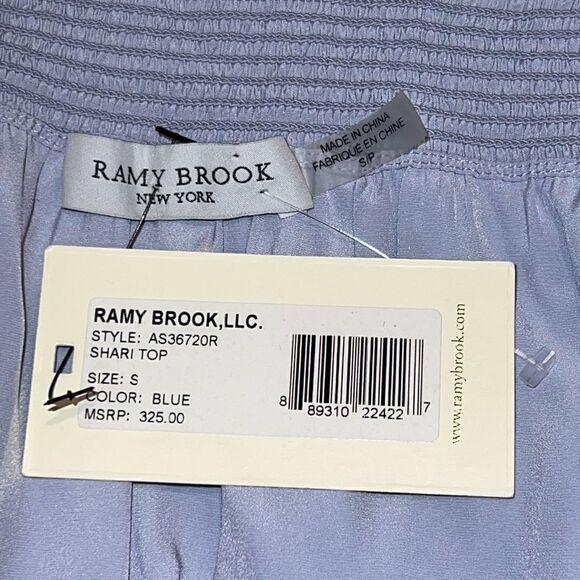 RAMY BROOK
NEW YORK
MADE IN CHINA
FABRIQUE EN CHINE
S/P
RAMY BROOK,LLC.
STYLE: AS36720R
SHARI TOP
SIZE: S
COLOR: BLUE
MSRP: 325.00
8 89310 22422 7
www.ramybrook.com